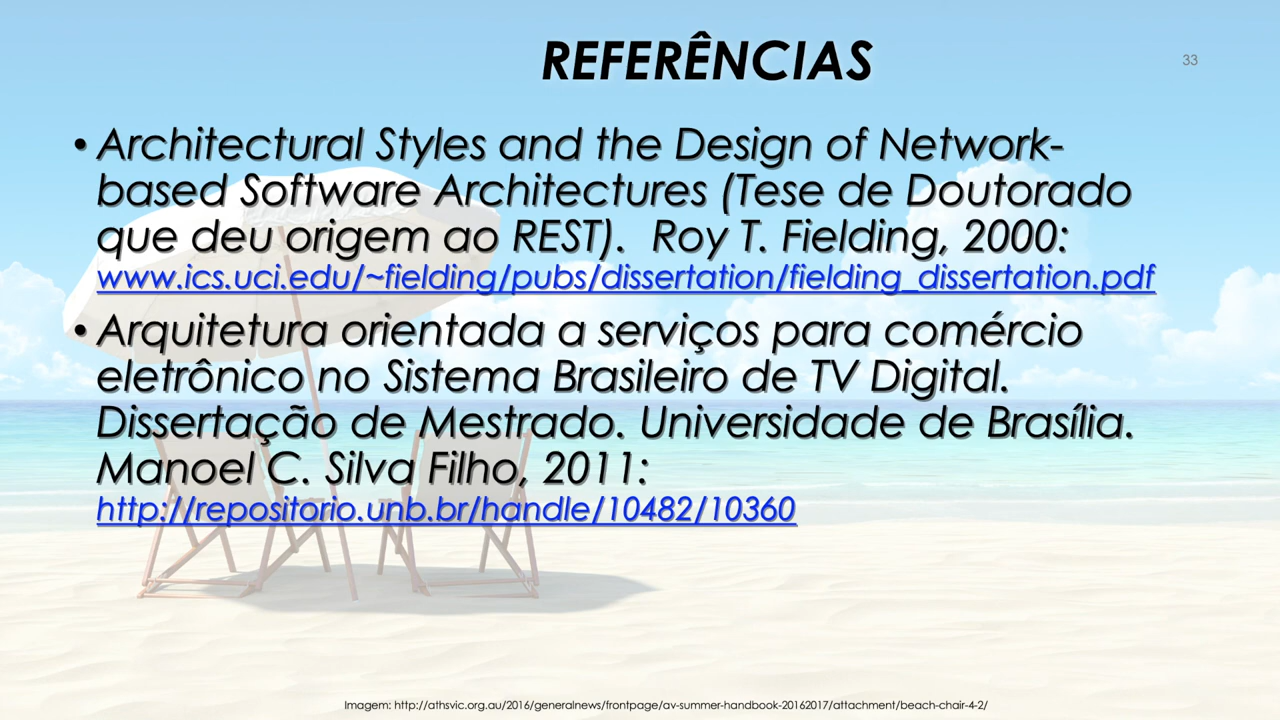 REFERÊNCIAS
33
• Architectural Styles and the Design of Network-
based Software Architectures (Tese de Doutorado
que deu origem ao REST).  Roy T. Fielding, 2000:
www.ics.uci.edu/~fielding/pubs/dissertation/fielding_dissertation.pdf
• Arquitetura orientada a serviços para comércio
eletrônico no Sistema Brasileiro de TV Digital.
Dissertação de Mestrado. Universidade de Brasília.
Manoel C. Silva Filho, 2011:
http://repositorio.unb.br/handle/10482/10360
Imagem: http://athsvic.org.au/2016/generalnews/frontpage/av-summer-handbook-20162017/attachment/beach-chair-4-2/